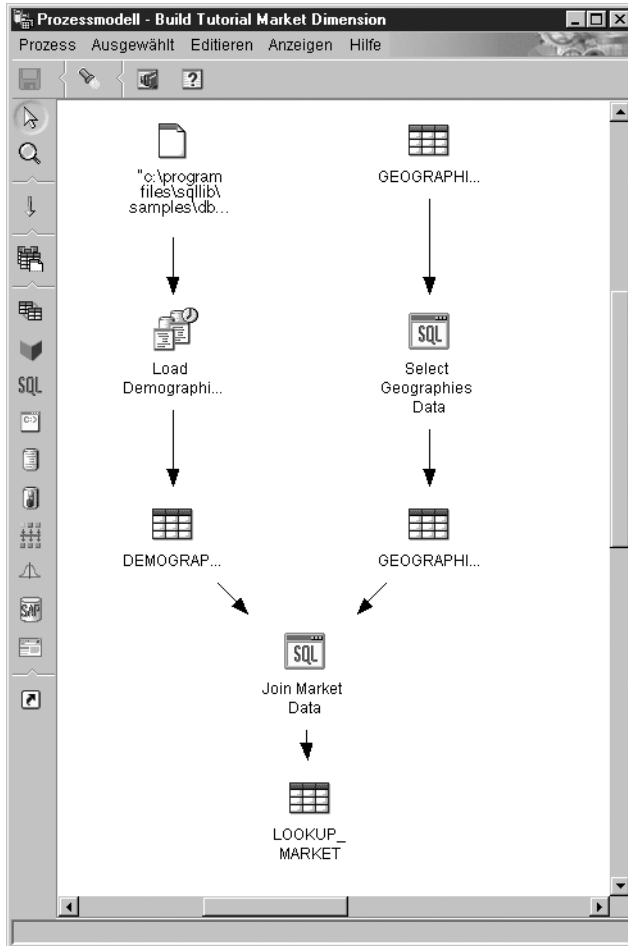 Prozessmodell - Build Tutorial Market Dimension
Prozess Ausgewählt Editieren Anzeigen Hilfe
"c:\program
files\sqllib\
samples\db...
GEOGRAPHI...
SQL
Load
Demographi...
Select
Geographies
Data
SQL
C:>
DEMOGRAP...
GEOGRAPHI...
SAP
SQL
Join Market
Data
LOOKUP_
MARKET